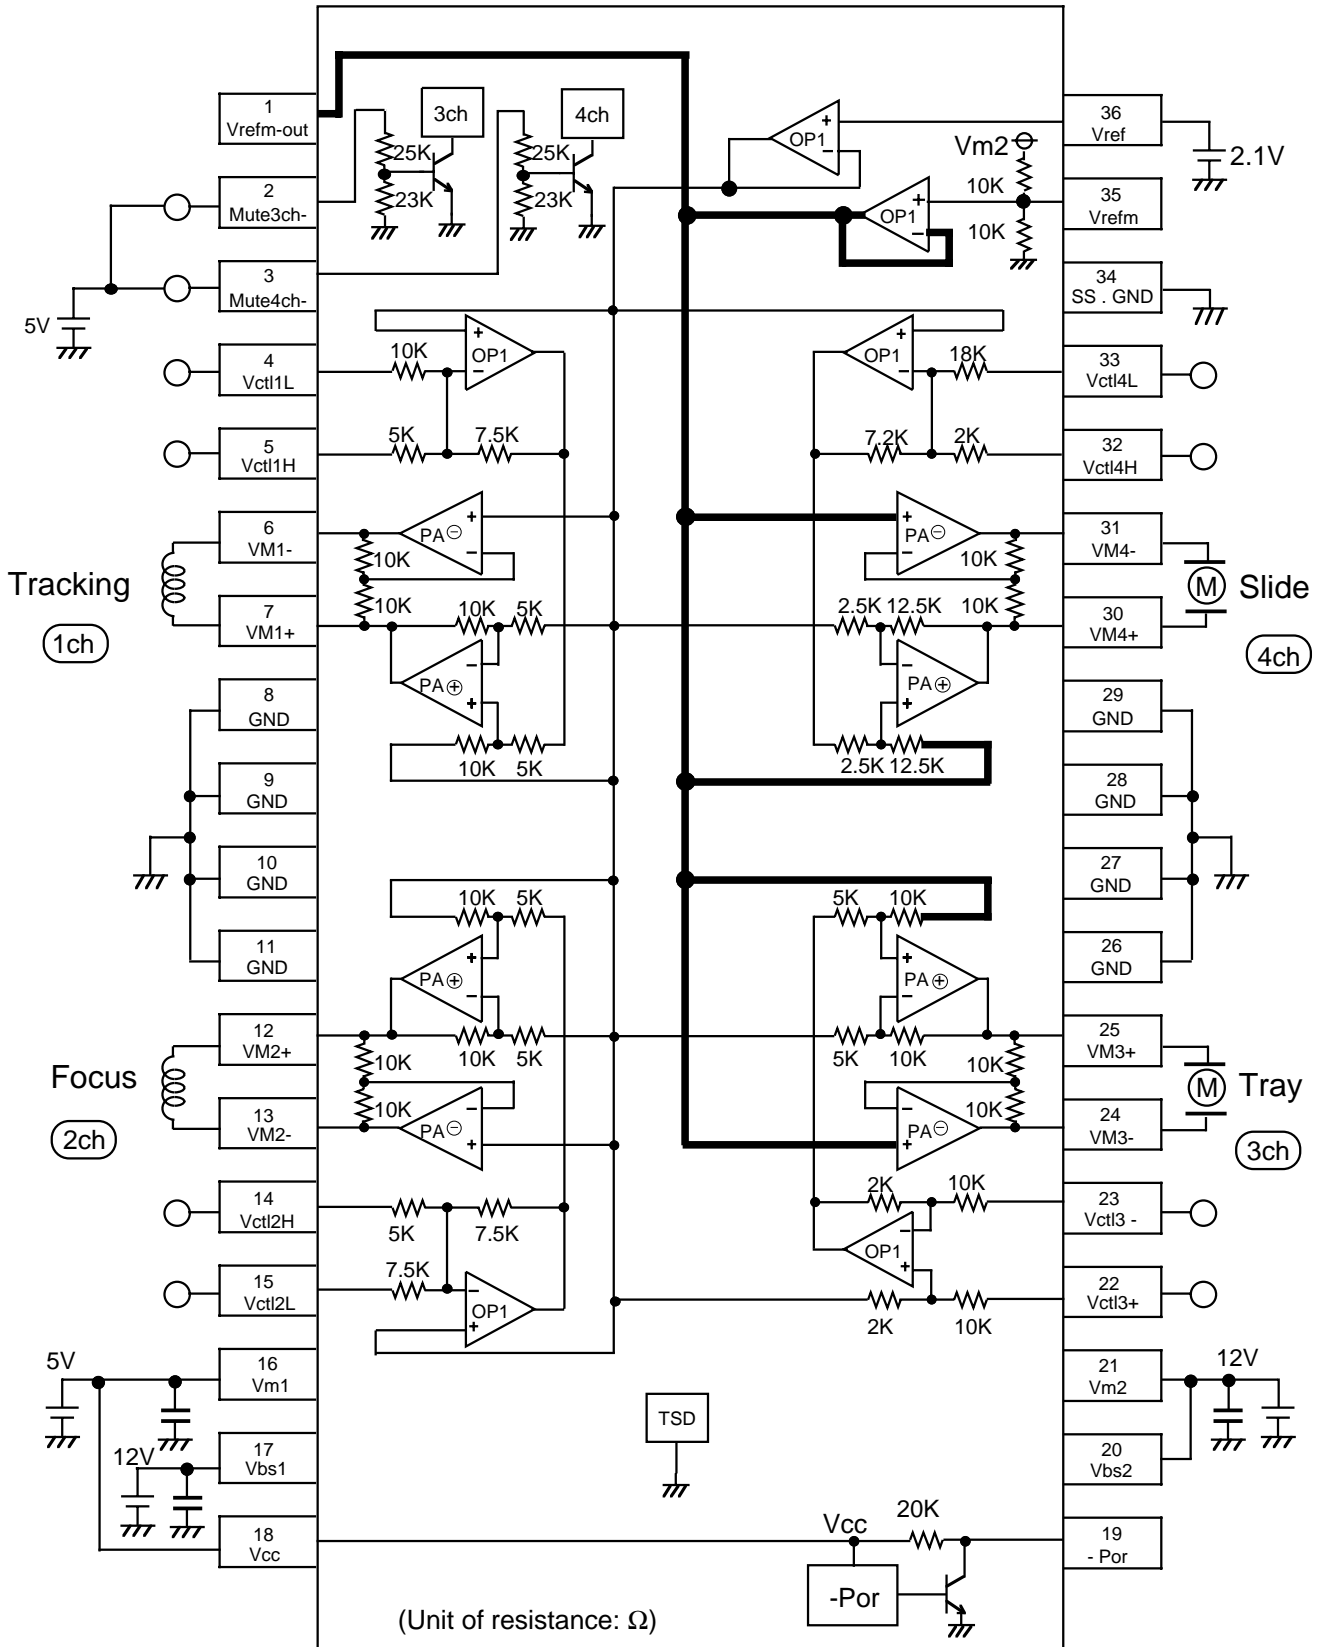 1
Vrefm-out
2
Mute3ch-
3
Mute4ch-
5V
4
Vctl1L
5
Vctl1H
6
VM1-
7
VM1+
Tracking
1ch
8
GND
9
GND
10
GND
11
GND
12
VM2+
13
VM2-
Focus
2ch
14
Vctl2H
15
Vctl2L
5V
16
Vm1
12V
17
Vbs1
18
Vcc
3ch
25K
23K
4ch
25K
23K
+
OP1
-
Vm2
10K
10K
+
OP1
-
10K
+
OP1
-
5K
7.5K
+
PA⊖
-
10K
10K
10K
5K
-
PA⊕
+
10K
5K
+
OP1
-
18K
7.2K
2K
+
PA⊖
-
10K
10K
2.5K
12.5K
-
PA⊕
+
2.5K
12.5K
10K
5K
+
PA⊕
-
10K
5K
10K
10K
-
PA⊖
+
5K
7.5K
7.5K
-
OP1
+
5K
10K
+
PA⊕
-
5K
10K
10K
10K
-
PA⊖
+
2K
10K
-
OP1
+
2K
10K
TSD
Vcc
20K
-Por
(Unit of resistance: Ω)
36
Vref
2.1V
35
Vrefm
34
SS . GND
33
Vctl4L
32
Vctl4H
31
VM4-
30
VM4+
M
Slide
4ch
29
GND
28
GND
27
GND
26
GND
25
VM3+
24
VM3-
M
Tray
3ch
23
Vctl3 -
22
Vctl3+
21
Vm2
12V
20
Vbs2
19
- Por